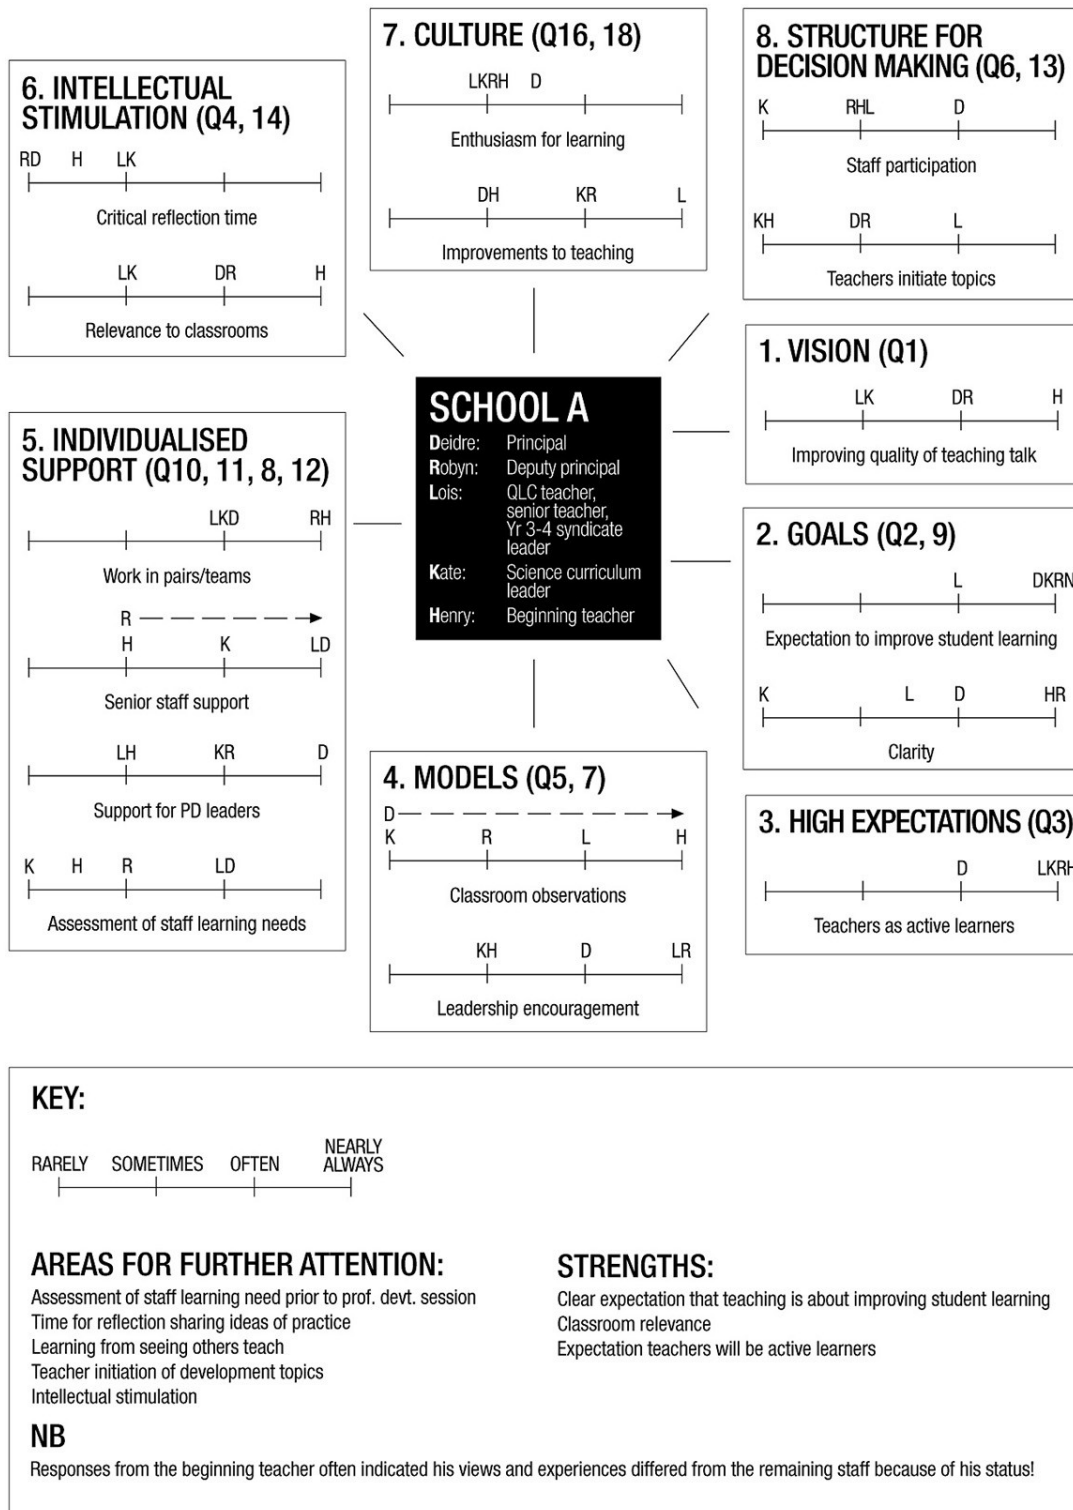 7. CULTURE (Q16, 18)
LKRH D
Enthusiasm for learning
DH KR L
Improvements to teaching
8. STRUCTURE FOR
DECISION MAKING (Q6, 13)
K RHL D
Staff participation
KH DR L
Teachers initiate topics
6. INTELLECTUAL
STIMULATION (Q4, 14)
RD H LK
Critical reflection time
LK DR H
Relevance to classrooms
1. VISION (Q1)
LK DR H
Improving quality of teaching talk
SCHOOL A
Deidre: Principal
Robyn: Deputy principal
Lois: QLC teacher,
senior teacher,
Yr 3-4 syndicate
leader
Kate: Science curriculum
leader
Henry: Beginning teacher
5. INDIVIDUALISED
SUPPORT (Q10, 11, 8, 12)
LKD RH
Work in pairs/teams
R
H K LD
Senior staff support
LH KR D
Support for PD leaders
K H R LD
Assessment of staff learning needs
2. GOALS (Q2, 9)
L DKRN
Expectation to improve student learning
K L D HR
Clarity
4. MODELS (Q5, 7)
D
K R L H
Classroom observations
KH D LR
Leadership encouragement
3. HIGH EXPECTATIONS (Q3)
D LKRH
Teachers as active learners
KEY:
RARELY SOMETIMES OFTEN NEARLY
ALWAYS
AREAS FOR FURTHER ATTENTION:
Assessment of staff learning need prior to prof. devt. session
Time for reflection sharing ideas of practice
Learning from seeing others teach
Teacher initiation of development topics
Intellectual stimulation
STRENGTHS:
Clear expectation that teaching is about improving student learning
Classroom relevance
Expectation teachers will be active learners
NB
Responses from the beginning teacher often indicated his views and experiences differed from the remaining staff because of his status!